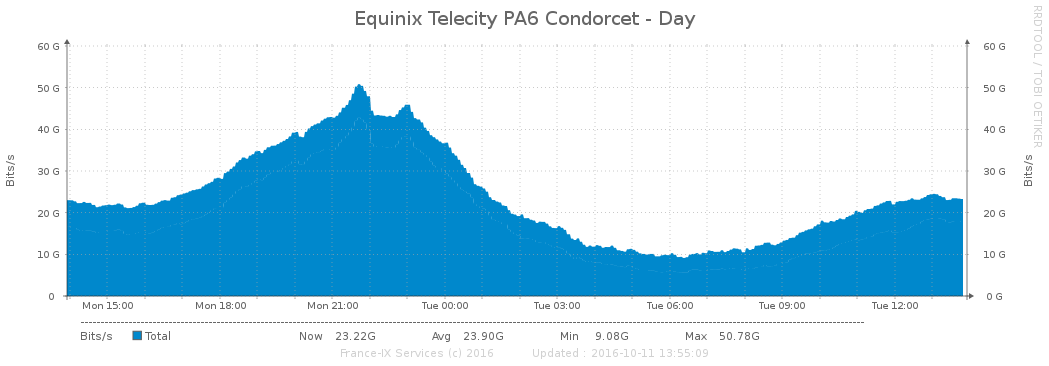 Equinix Telecity PA6 Condorcet - Day
RRDTOOL / TOBI OETIKER
60 G 60 G
50 G 50 G
40 G 40 G
30 G 30 G
20 G 20 G
10 G 10 G
0 0 G
Bits/s
Bits/s
Mon 15:00 Mon 18:00 Mon 21:00 Tue 00:00 Tue 03:00 Tue 06:00 Tue 09:00 Tue 12:00
Bits/s Total Now 23.22G Avg 23.90G Min 9.08G Max 50.78G
France-IX Services (c) 2016 Updated : 2016-10-11 13:55:09